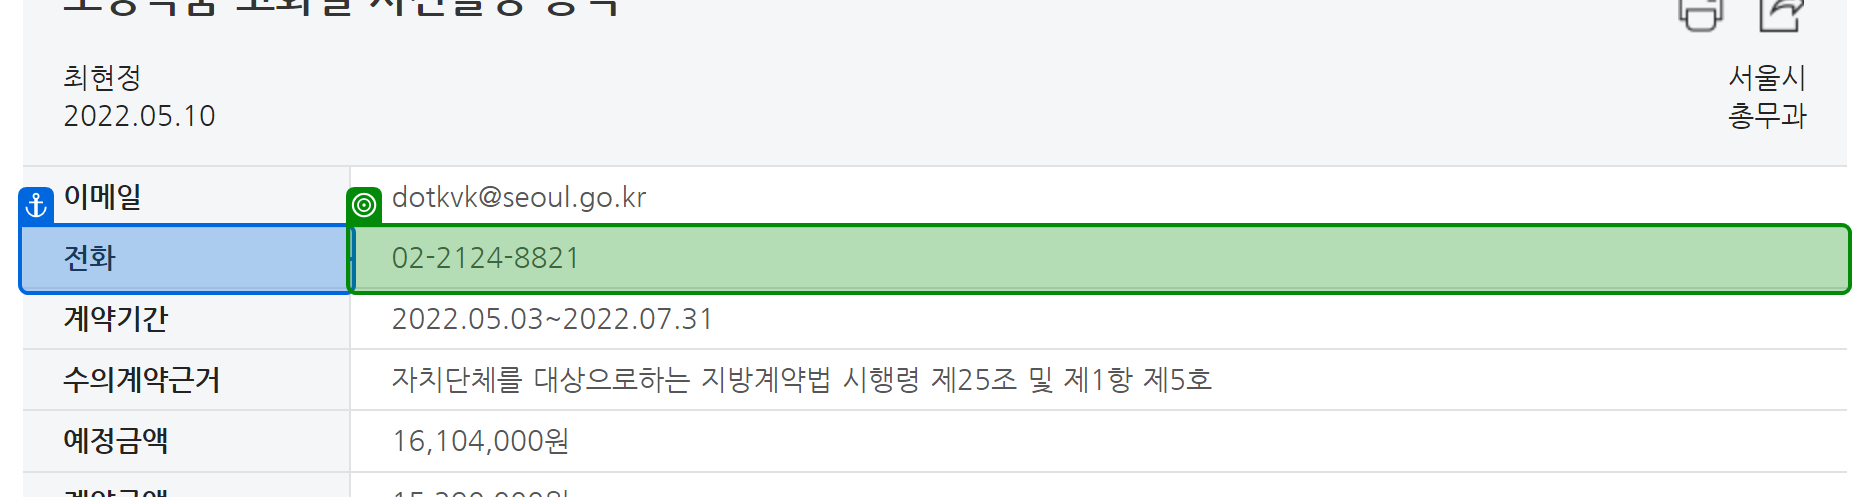 최현정
서울시
2022.05.10
총무과
이메일 dotkvk@seoul.go.kr
전화 02-2124-8821
계약기간 2022.05.03~2022.07.31
수의계약근거 자치단체를 대상으로하는 지방계약법 시행령 제25조 및 제1항 제5호
예정금액 16,104,000원